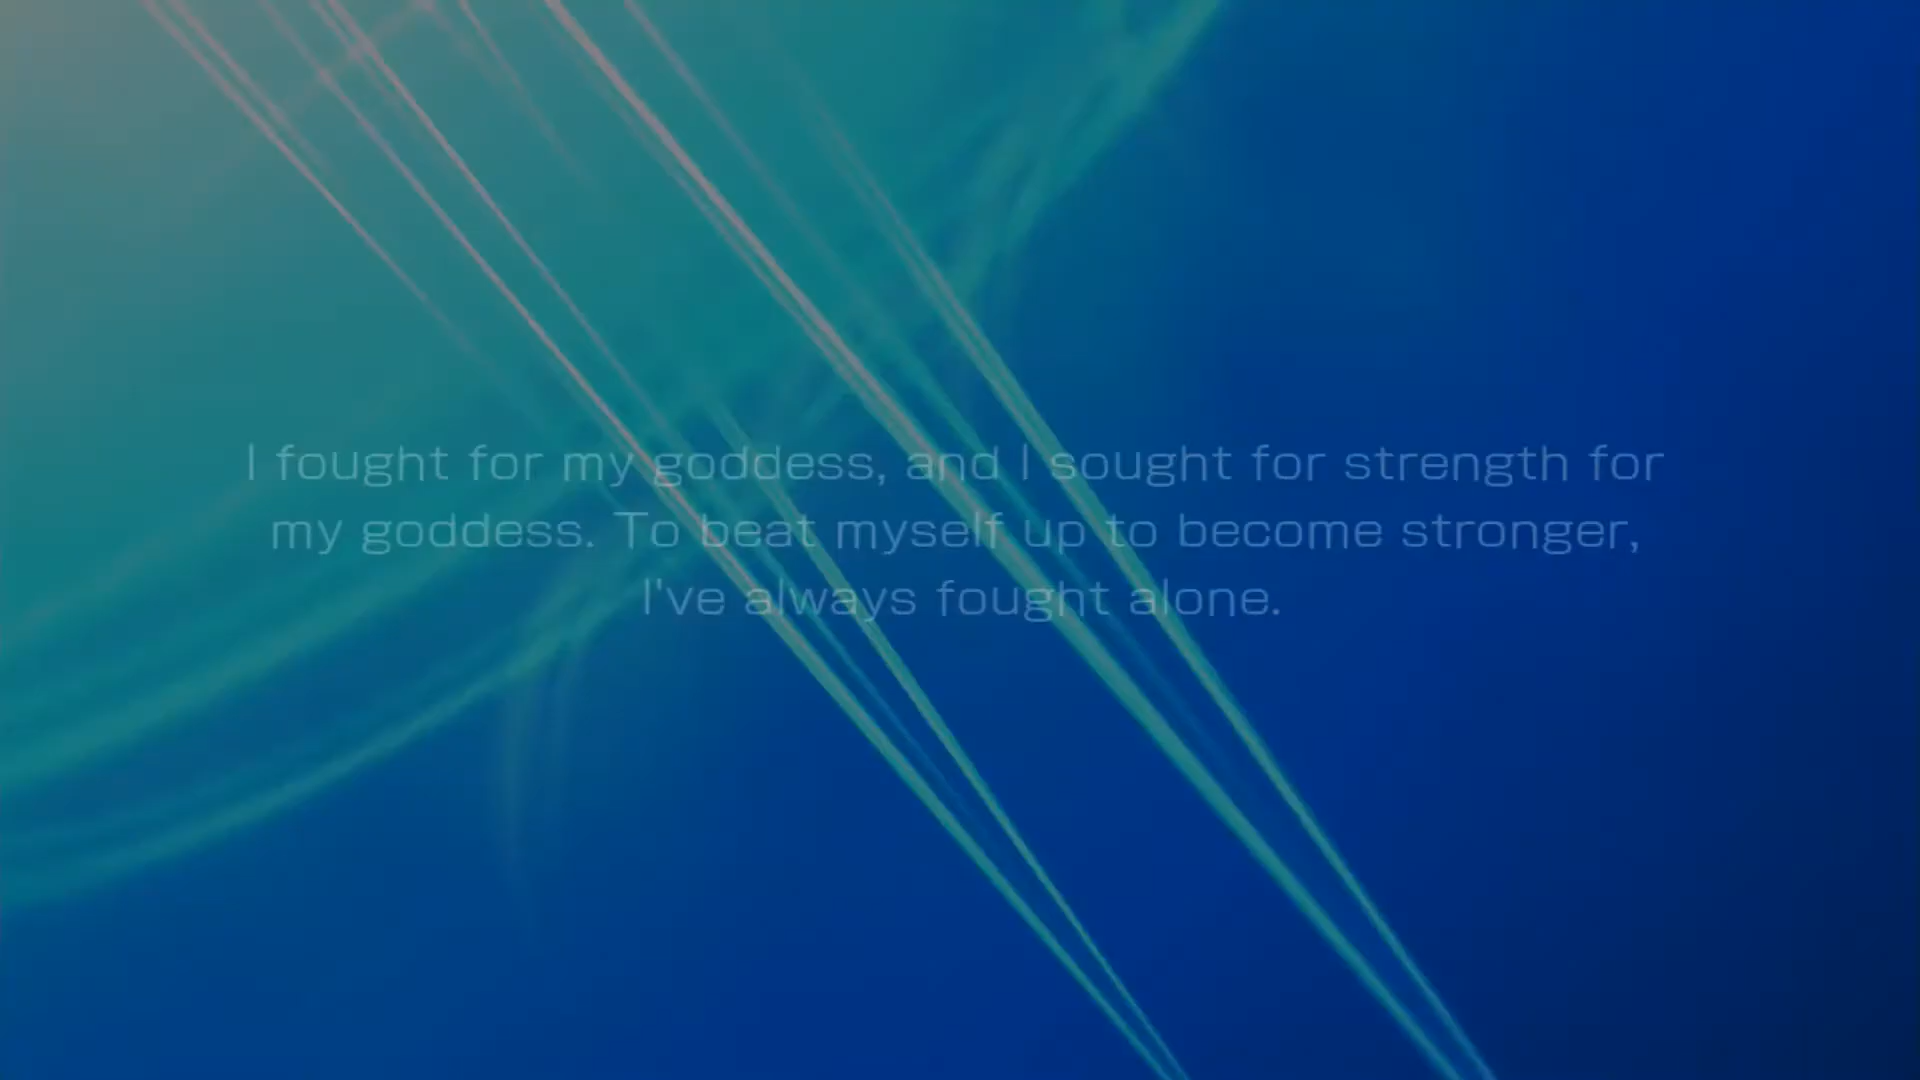 I fought for my goddess, and I sought for strength for
my goddess. To beat myself up to become stronger,
I've always fought alone.